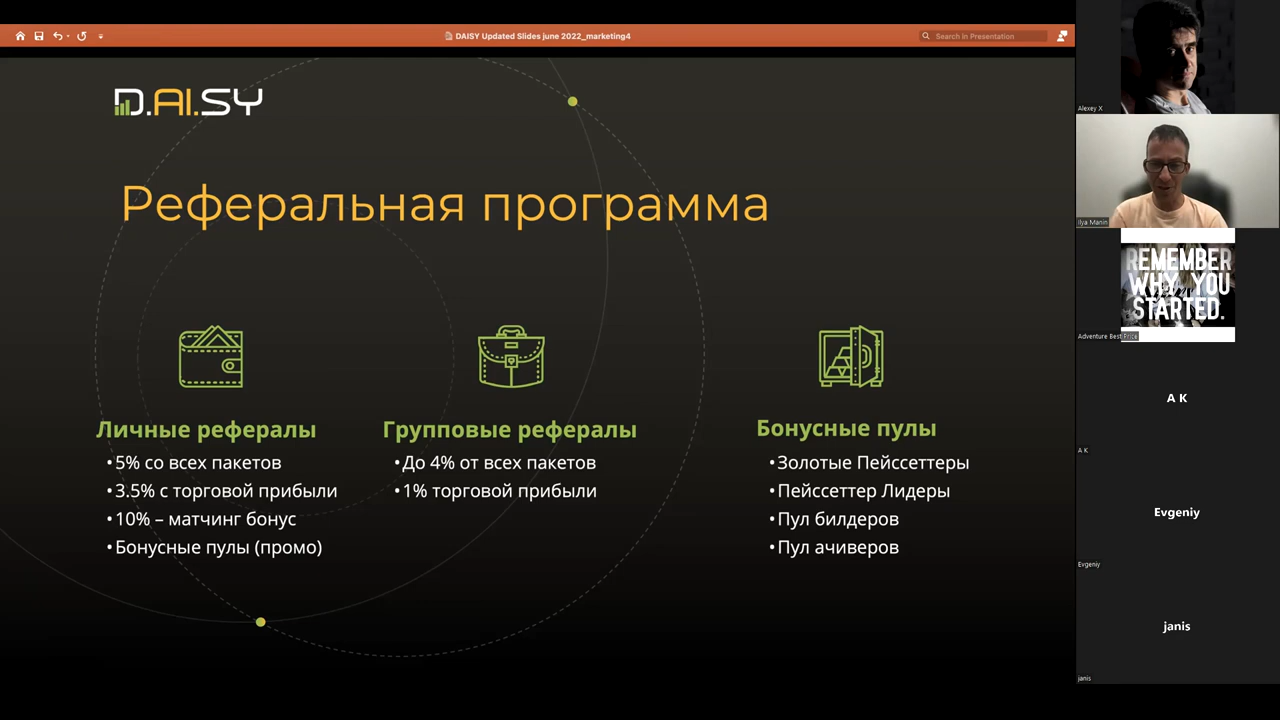 DAISY Updated Slides june 2022_marketing4
Search in Presentation
D.AI.SY
Реферальная программа
Личные рефералы
•5% со всех пакетов
•3.5% с торговой прибыли
•10% – матчинг бонус
•Бонусные пулы (промо)
Групповые рефералы
•До 4% от всех пакетов
•1% торговой прибыли
Бонусные пулы
•Золотые Пейссеттеры
•Пейссеттер Лидеры
•Пул билдеров
•Пул ачиверов
Alexey X
Ilya Manin
REMEMBER
WHY YOU
STARTED.
Adventure Best Price
A K
A K
Evgeniy
Evgeniy
janis
janis